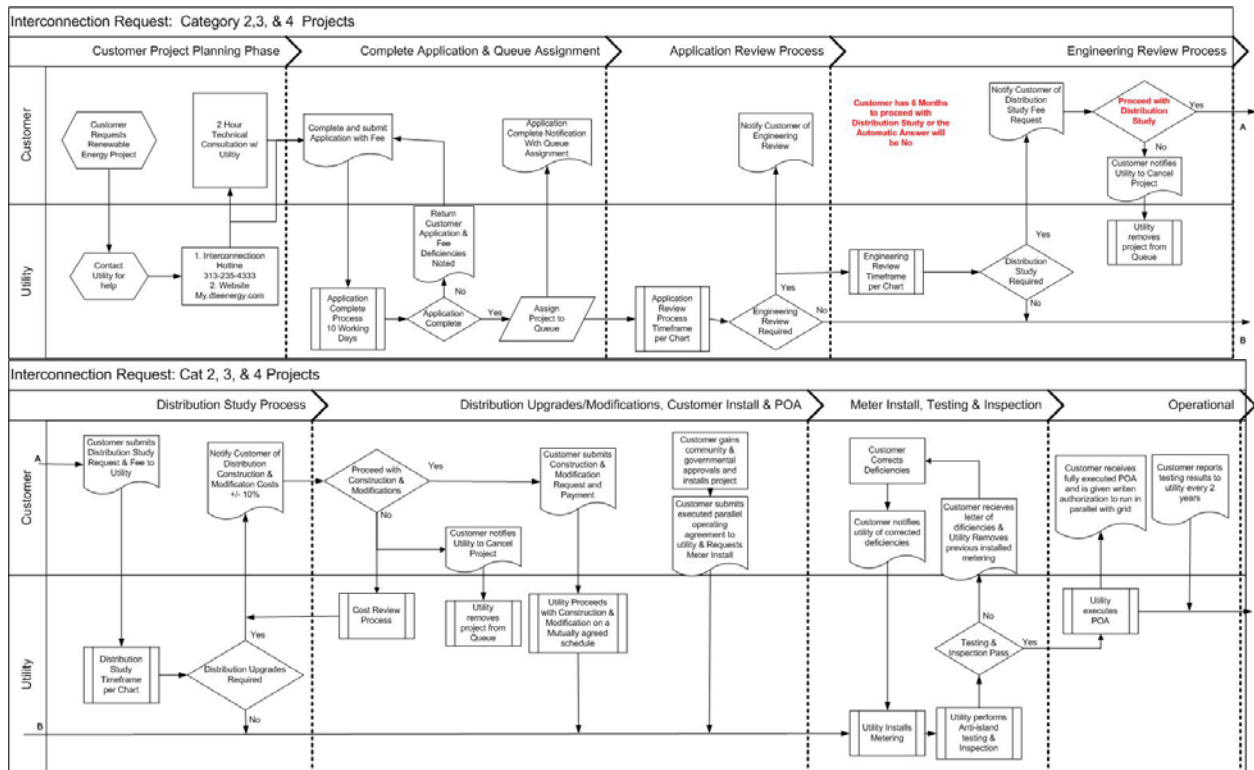 Interconnection Request: Category 2,3, & 4 Projects
Customer Project Planning Phase
Complete Application & Queue Assignment
Application Review Process
Engineering Review Process
Customer
Customer
Requests
Renewable
Energy Project
2 Hour
Technical
Consultation w/
Utiltiy
Complete and submit
Application with Fee
Application
Complete Notification
With Queue
Assignment
Notify Customer of
Engineering
Review
Customer has 6 Months
to proceed with
Distribution Study or the
Automatic Answer will
be No
Notify Customer of
Distribution
Study Fee
Request
Proceed with
Distribution
Study
Yes
A
No
Customer notifies
Utility to Cancel
Project
Utility
Contact
Utility for
help
1. Interconnectioon
Hotline
313-235-4333
2. Website
My.dteenergy.com
Return
Customer
Application &
Fee
Deficiencies
Noted
No
Application
Complete
Process
10 Working
Days
Application
Complete
Yes
Assign
Project to
Queue
Application
Review
Process
Timeframe
per Chart
Yes
Engineering
Review
Required
No
Engineering
Review
Timeframe
per Chart
Yes
Distribution
Study
Required
No
Utility
removes
project from
Queue
B
Interconnection Request: Cat 2, 3, & 4 Projects
Distribution Study Process
Distribution Upgrades/Modifications, Customer Install & POA
Meter Install, Testing & Inspection
Operational
Customer
A
Customer submits
Distribution Study
Request & Fee to
Utility
Notify Customer of
Distribution
Construction &
Modificaton Costs
+/- 10%
Proceed with
Construction &
Modifications
Yes
No
Customer notifies
Utility to Cancel
Project
Customer submits
Construction &
Modification
Request and
Payment
Customer gains
community &
governmental
approvals and
installs project
Customer submits
executed parallel
operating
agreement to
utility & Requests
Meter Install
Customer
Corrects
Deficiencies
Customer notifies
utility of corrected
deficiencies
Customer recieves
letter of
dificiencies &
Utility Removes
previous installed
metering
Customer receives
fully executed POA
and is given writen
authorization to run in
parallel with grid
Customer reports
testing results to
utility every 2
years
Utility
Distribution
Study
Timeframe
per Chart
Yes
Distribution Upgrades
Required
No
Cost Review
Process
Utility
removes
project from
Queue
Utility Proceeds
with Construction &
Modification on a
Mutually agreed
schedule
No
Testing &
Inspection Pass
Yes
Utility
executes
POA
B
Utility Installs
Metering
Utility performs
Anti-island
testing &
Inspection